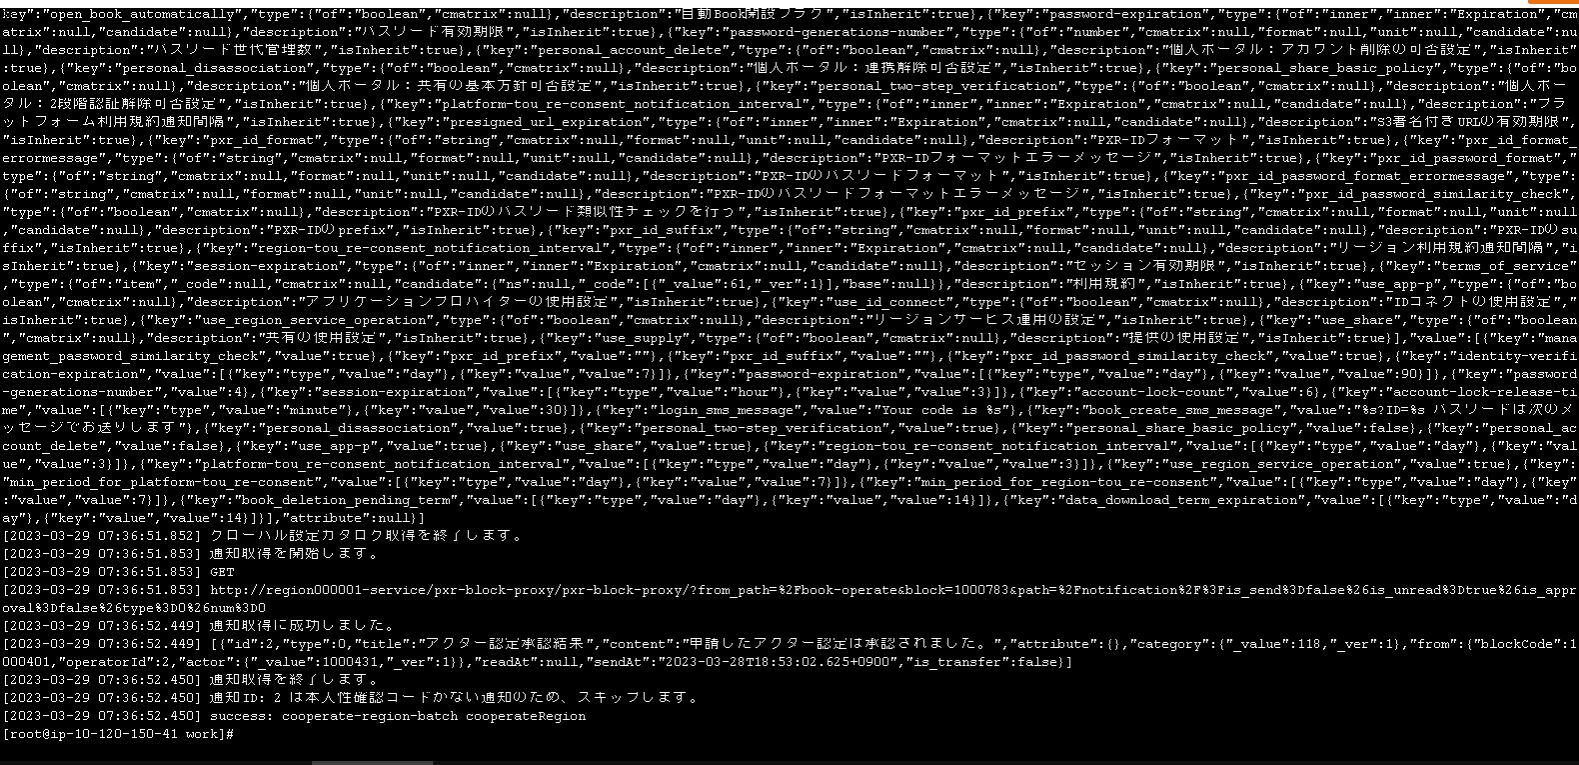 key":"open_book_automatically","type":{"of":"boolean","cmatrix":null},"description":"自動Book開設フラグ","isInherit":true},{"key":"password-expiration","type":{"of":"inner","inner":"Expiration","cm
atrix":null,"candidate":null},"description":"パスワード有効期限","isInherit":true},{"key":"password-generations-number","type":{"of":"number","cmatrix":null,"format":null,"unit":null,"candidate":nu
ll},"description":"パスワード世代管理数","isInherit":true},{"key":"personal_account_delete","type":{"of":"boolean","cmatrix":null},"description":"個人ポータル：アカウント削除の可否設定","isInherit"
:true},{"key":"personal_disassociation","type":{"of":"boolean","cmatrix":null},"description":"個人ポータル：連携解除可否設定","isInherit":true},{"key":"personal_share_basic_policy","type":{"of":"bo
olean","cmatrix":null},"description":"個人ポータル：共有の基本方針可否設定","isInherit":true},{"key":"personal_two-step_verification","type":{"of":"boolean","cmatrix":null},"description":"個人ポー
タル：2段階認証解除可否設定","isInherit":true},{"key":"platform-tou_re-consent_notification_interval","type":{"of":"inner","inner":"Expiration","cmatrix":null,"candidate":null},"description":"プラ
ットフォーム利用規約通知間隔","isInherit":true},{"key":"presigned_url_expiration","type":{"of":"inner","inner":"Expiration","cmatrix":null,"candidate":null},"description":"S3署名付きURLの有効期限",
"isInherit":true},{"key":"pxr_id_format","type":{"of":"string","cmatrix":null,"format":null,"unit":null,"candidate":null},"description":"PXR-IDフォーマット","isInherit":true},{"key":"pxr_id_format_
errormessage","type":{"of":"string","cmatrix":null,"format":null,"unit":null,"candidate":null},"description":"PXR-IDフォーマットエラーメッセージ","isInherit":true},{"key":"pxr_id_password_format",
"type":{"of":"string","cmatrix":null,"format":null,"unit":null,"candidate":null},"description":"PXR-IDのパスワードフォーマット","isInherit":true},{"key":"pxr_id_password_format_errormessage","type":
{"of":"string","cmatrix":null,"format":null,"unit":null,"candidate":null},"description":"PXR-IDのパスワードフォーマットエラーメッセージ","isInherit":true},{"key":"pxr_id_password_similarity_check",
"type":{"of":"boolean","cmatrix":null},"description":"PXR-IDのパスワード類似性チェックを行う","isInherit":true},{"key":"pxr_id_prefix","type":{"of":"string","cmatrix":null,"format":null,"unit":null
,"candidate":null},"description":"PXR-IDのprefix","isInherit":true},{"key":"pxr_id_suffix","type":{"of":"string","cmatrix":null,"format":null,"unit":null,"candidate":null},"description":"PXR-IDのsu
ffix","isInherit":true},{"key":"region-tou_re-consent_notification_interval","type":{"of":"inner","inner":"Expiration","cmatrix":null,"candidate":null},"description":"リージョン利用規約通知間隔","i
sInherit":true},{"key":"session-expiration","type":{"of":"inner","inner":"Expiration","cmatrix":null,"candidate":null},"description":"セッション有効期限","isInherit":true},{"key":"terms_of_service"
,"type":{"of":"item","_code":null,"cmatrix":null,"candidate":{"ns":null,"_code":[{"_value":61,"_ver":1}],"base":null}},"description":"利用規約","isInherit":true},{"key":"use_app-p","type":{"of":"bo
olean","cmatrix":null},"description":"アプリケーションプロバイダーの使用設定","isInherit":true},{"key":"use_id_connect","type":{"of":"boolean","cmatrix":null},"description":"IDコネクトの使用設定","
isInherit":true},{"key":"use_region_service_operation","type":{"of":"boolean","cmatrix":null},"description":"リージョンサービス運用の設定","isInherit":true},{"key":"use_share","type":{"of":"boolean
","cmatrix":null},"description":"共有の使用設定","isInherit":true},{"key":"use_supply","type":{"of":"boolean","cmatrix":null},"description":"提供の使用設定","isInherit":true}],"value":[{"key":"mana
gement_password_similarity_check","value":true},{"key":"pxr_id_prefix","value":""},{"key":"pxr_id_suffix","value":""},{"key":"pxr_id_password_similarity_check","value":true},{"key":"identity-verifi
cation-expiration","value":[{"key":"type","value":"day"},{"key":"value","value":7}]},{"key":"password-expiration","value":[{"key":"type","value":"day"},{"key":"value","value":90}]},{"key":"password
-generations-number","value":4},{"key":"session-expiration","value":[{"key":"type","value":"hour"},{"key":"value","value":3}]},{"key":"account-lock-count","value":6},{"key":"account-lock-release-ti
me","value":[{"key":"type","value":"minute"},{"key":"value","value":30}]},{"key":"login_sms_message","value":"Your code is %s"},{"key":"book_create_sms_message","value":"%s?ID=%s パスワードは次のメ
ッセージでお送りします"},{"key":"personal_disassociation","value":true},{"key":"personal_two-step_verification","value":true},{"key":"personal_share_basic_policy","value":false},{"key":"personal_ac
count_delete","value":false},{"key":"use_app-p","value":true},{"key":"use_share","value":true},{"key":"region-tou_re-consent_notification_interval","value":[{"key":"type","value":"day"},{"key":"val
ue","value":3}]},{"key":"platform-tou_re-consent_notification_interval","value":[{"key":"type","value":"day"},{"key":"value","value":3}]},{"key":"use_region_service_operation","value":true},{"key":
"min_period_for_platform-tou_re-consent","value":[{"key":"type","value":"day"},{"key":"value","value":7}]},{"key":"min_period_for_region-tou_re-consent","value":[{"key":"type","value":"day"},{"key"
:"value","value":7}]},{"key":"book_deletion_pending_term","value":[{"key":"type","value":"day"},{"key":"value","value":14}]},{"key":"data_download_term_expiration","value":[{"key":"type","value":"d
ay"},{"key":"value","value":14}]}],"attribute":null}]
[2023-03-29 07:36:51.852] グローバル設定カタログ取得を終了します。
[2023-03-29 07:36:51.853] 通知取得を開始します。
[2023-03-29 07:36:51.853] GET
[2023-03-29 07:36:51.853] http://region000001-service/pxr-block-proxy/pxr-block-proxy/?from_path=%2Fbook-operate&block=1000783&path=%2Fnotification%2F%3Fis_send%3Dfalse%26is_unread%3Dtrue%26is_appr
oval%3Dfalse%26type%3D0%26num%3D0
[2023-03-29 07:36:52.449] 通知取得に成功しました。
[2023-03-29 07:36:52.449] [{"id":2,"type":0,"title":"アクター認定承認結果","content":"申請したアクター認定は承認されました。","attribute":{},"category":{"_value":118,"_ver":1},"from":{"blockCode":1
000401,"operatorId":2,"actor":{"_value":1000431,"_ver":1}},"readAt":null,"sendAt":"2023-03-28T18:53:02.625+0900","is_transfer":false}]
[2023-03-29 07:36:52.450] 通知取得を終了します。
[2023-03-29 07:36:52.450] 通知ID: 2 は本人性確認コードがない通知のため、スキップします。
[2023-03-29 07:36:52.450] success: cooperate-region-batch cooperateRegion
[root@ip-10-120-150-41 work]#